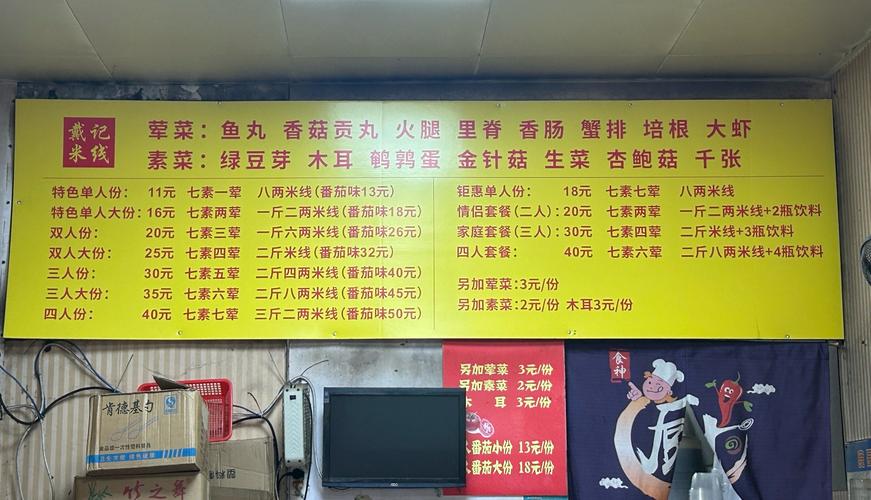 戴记
米线
荤菜：鱼丸 香菇贡丸 火腿 里脊 香肠 蟹排 培根 大虾
素菜：绿豆芽 木耳 鹌鹑蛋 金针菇 生菜 杏鲍菇 千张
特色单人份： 11元 七素一荤 八两米线(番茄味13元)
特色单人大份：16元 七素两荤 一斤二两米线(番茄味18元)
双人份： 20元 七素三荤 一斤六两米线(番茄味26元)
双人大份： 25元 七素四荤 二斤米线(番茄味32元)
三人份： 30元 七素五荤 二斤四两米线(番茄味40元)
三人大份： 35元 七素六荤 二斤八两米线(番茄味45元)
四人份： 40元 七素七荤 三斤二两米线(番茄味50元)
钜惠单人份： 18元 七素七荤 八两米线
情侣套餐(二人)：20元 七素两荤 一斤二两米线+2瓶饮料
家庭套餐(三人)：30元 七素四荤 二斤米线+3瓶饮料
四人套餐： 40元 七素六荤 二斤八两米线+4瓶饮料
另加荤菜：3元/份
另加素菜：2元/份 木耳3元/份
另加荤菜 3元/份
另加素菜 2元/份
木 耳 3元/份
番茄小份 13元/份
番茄大份 18元/份
食神
厨
肯德基勺
竹之舞